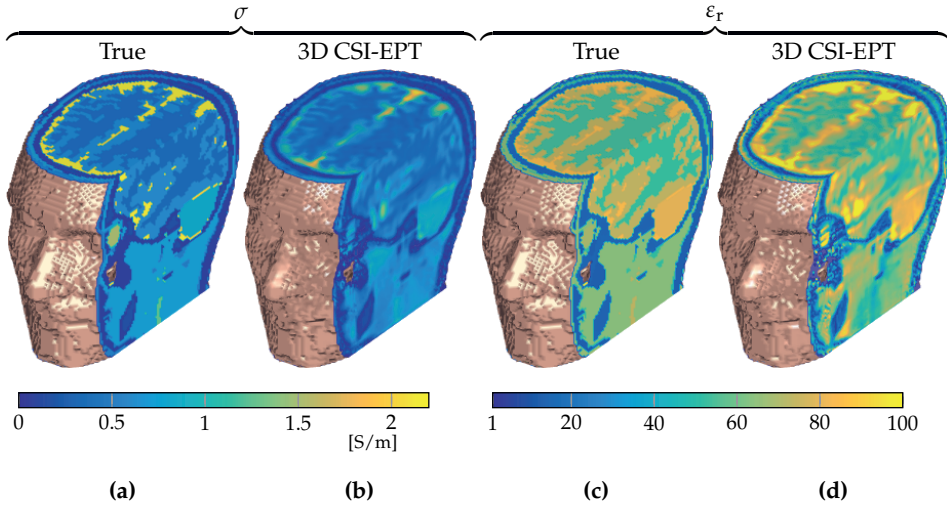 σ εr
True 3D CSI-EPT True 3D CSI-EPT
0 0.5 1 1.5 2 1 20 40 60 80 100
[S/m]
(a) (b) (c) (d)